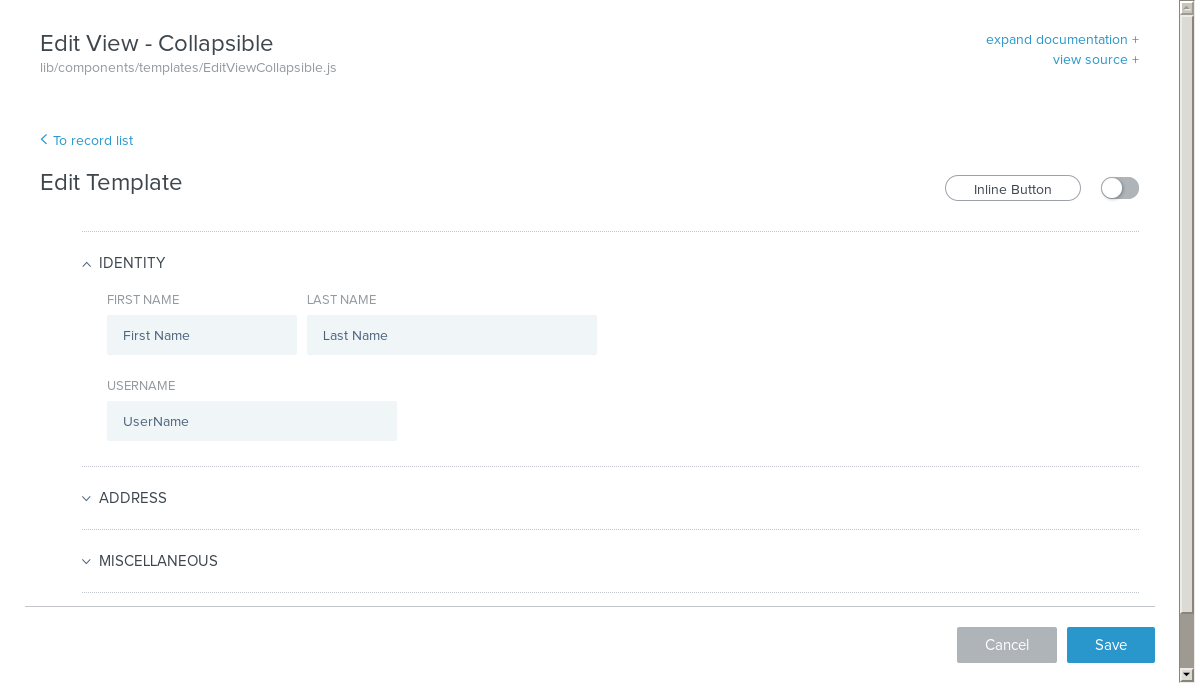 Edit View - Collapsible
lib/components/templates/EditViewCollapsible.js
expand documentation +
view source +
To record list
Edit Template
Inline Button
IDENTITY
FIRST NAME LAST NAME
First Name Last Name
USERNAME
UserName
ADDRESS
MISCELLANEOUS
Cancel Save